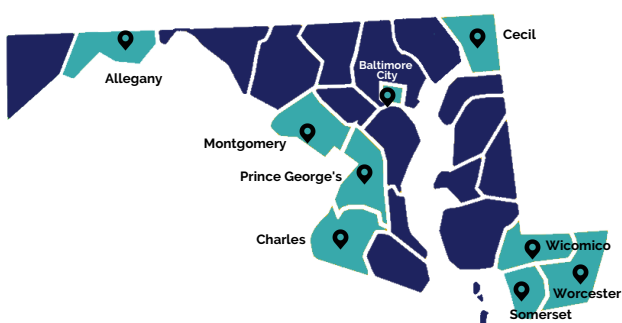 Cecil
Allegany
Baltimore
City
Montgomery
Prince George's
Charles
Wicomico
Worcester
Somerset